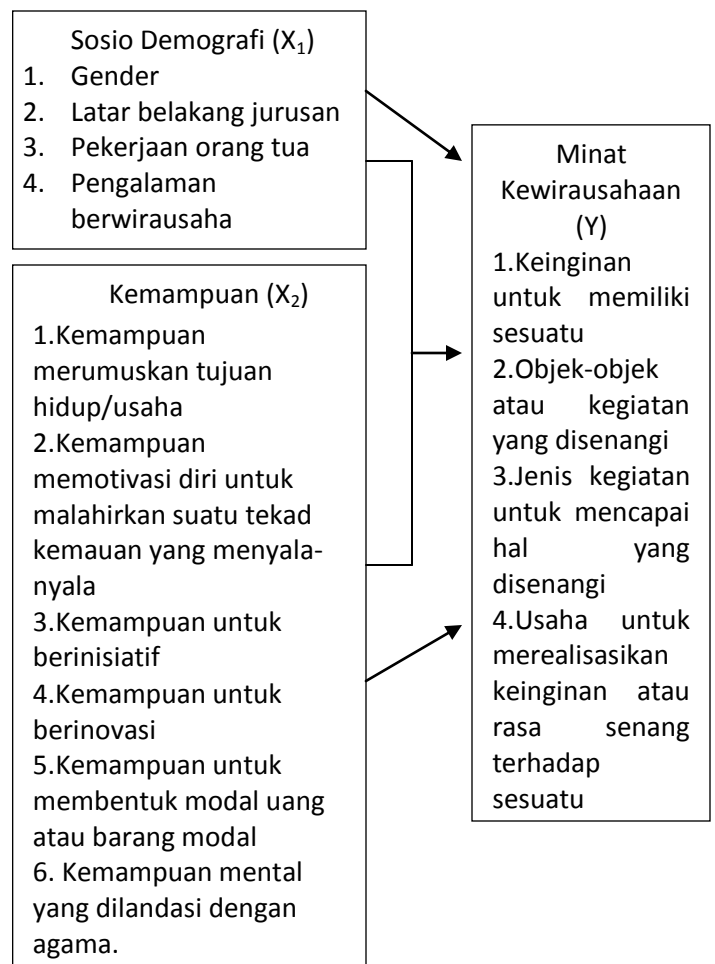 Sosio Demografi (X₁)
1. Gender
2. Latar belakang jurusan
3. Pekerjaan orang tua
4. Pengalaman
berwirausaha
Kemampuan (X₂)
1.Kemampuan
merumuskan tujuan
hidup/usaha
2.Kemampuan
memotivasi diri untuk
malahirkan suatu tekad
kemauan yang menyala-
nyala
3.Kemampuan untuk
berinisiatif
4.Kemampuan untuk
berinovasi
5.Kemampuan untuk
membentuk modal uang
atau barang modal
6. Kemampuan mental
yang dilandasi dengan
agama.
Minat
Kewirausahaan
(Y)
1.Keinginan
untuk memiliki
sesuatu
2.Objek-objek
atau kegiatan
yang disenangi
3.Jenis kegiatan
untuk mencapai
hal yang
disenangi
4.Usaha untuk
merealisasikan
keinginan atau
rasa senang
terhadap
sesuatu